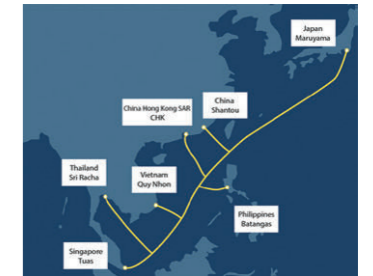 Japan
Maruyama
China Hong Kong SAR
CHK
China
Shantou
Thailand
Sri Racha
Vietnam
Quy Nhon
Philippines
Batangas
Singapore
Tuas